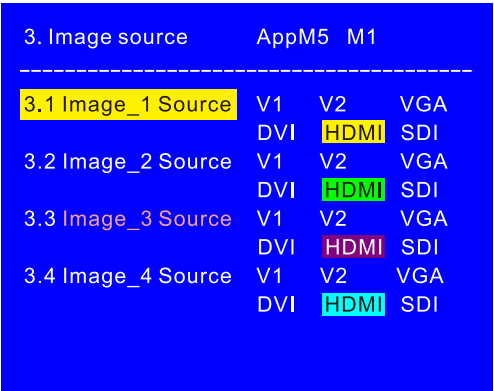 3. Image source AppM5 M1
3.1 Image_1 Source V1 V2 VGA
DVI HDMI SDI
3.2 Image_2 Source V1 V2 VGA
DVI HDMI SDI
3.3 Image_3 Source V1 V2 VGA
DVI HDMI SDI
3.4 Image_4 Source V1 V2 VGA
DVI HDMI SDI